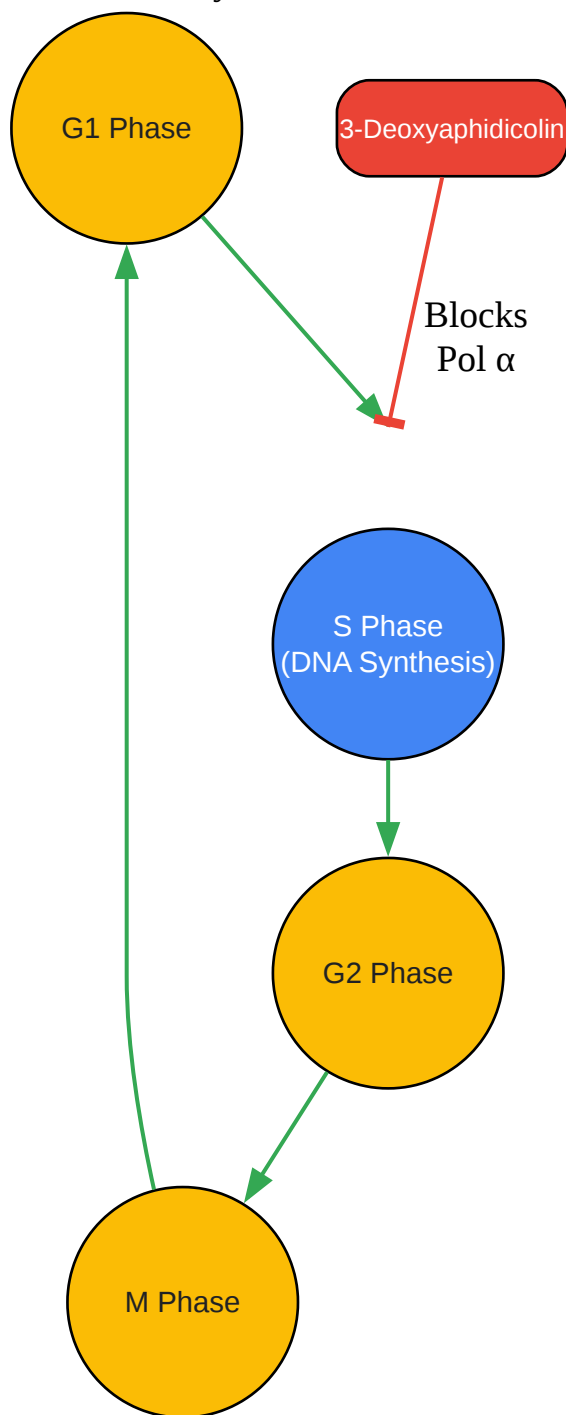 G1 Phase
3-Deoxyaphidicolin
Blocks
Pol α
S Phase
(DNA Synthesis)
G2 Phase
M Phase